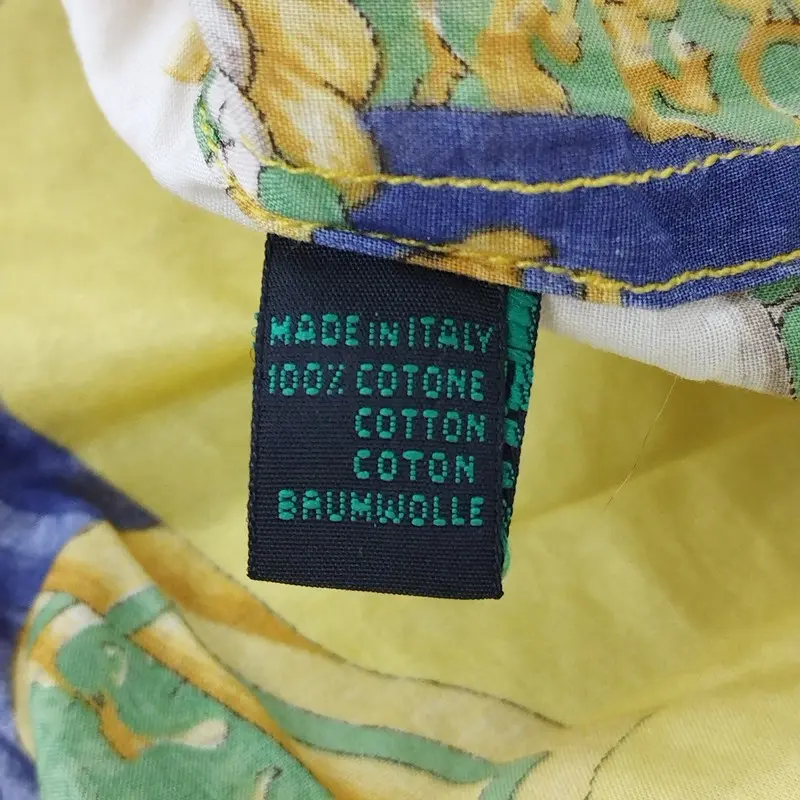 MADE IN ITALY
100% COTONE
COTTON
COTON
BAUMWOLLE